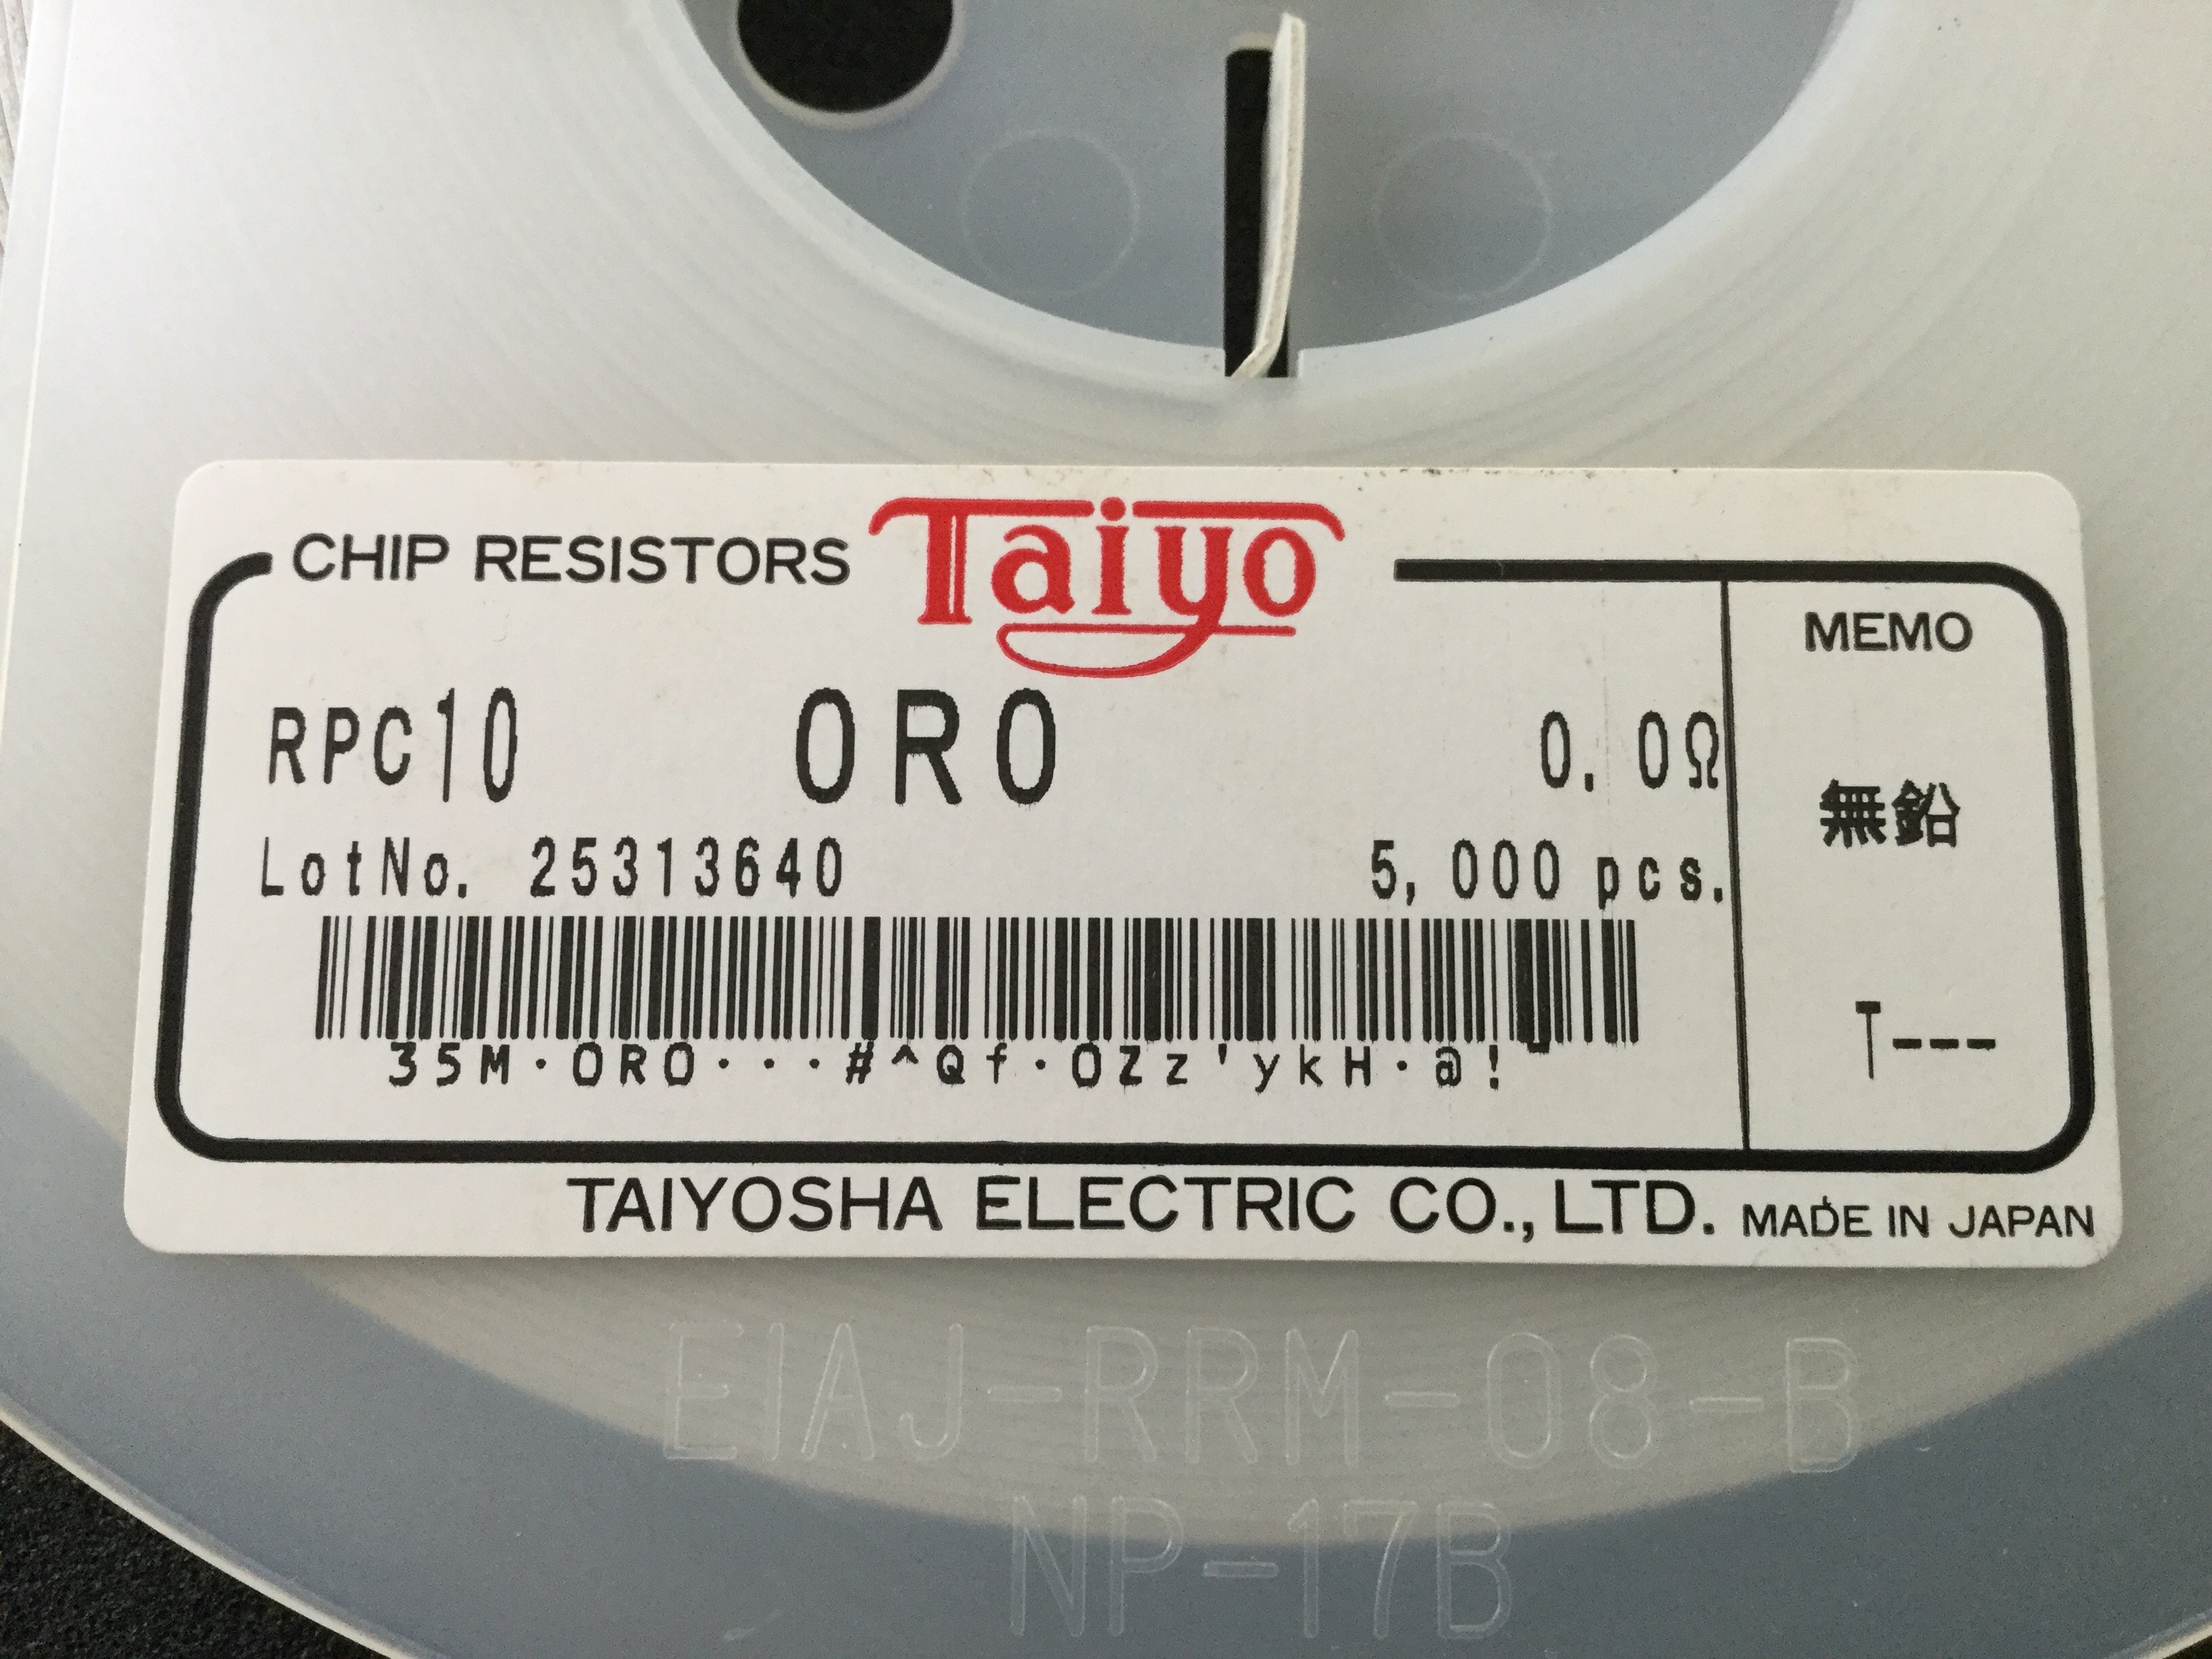 CHIP RESISTORS Taiyo
MEMO
RPC10 0R0 0.0Ω
無鉛
LotNo. 25313640 5,000 pcs.
35M·0R0···#^Qf·0Zz'ykH·@!"
T---
TAIYOSHA ELECTRIC CO., LTD. MADE IN JAPAN
EIAJ-RRM-08-B
NP-17B